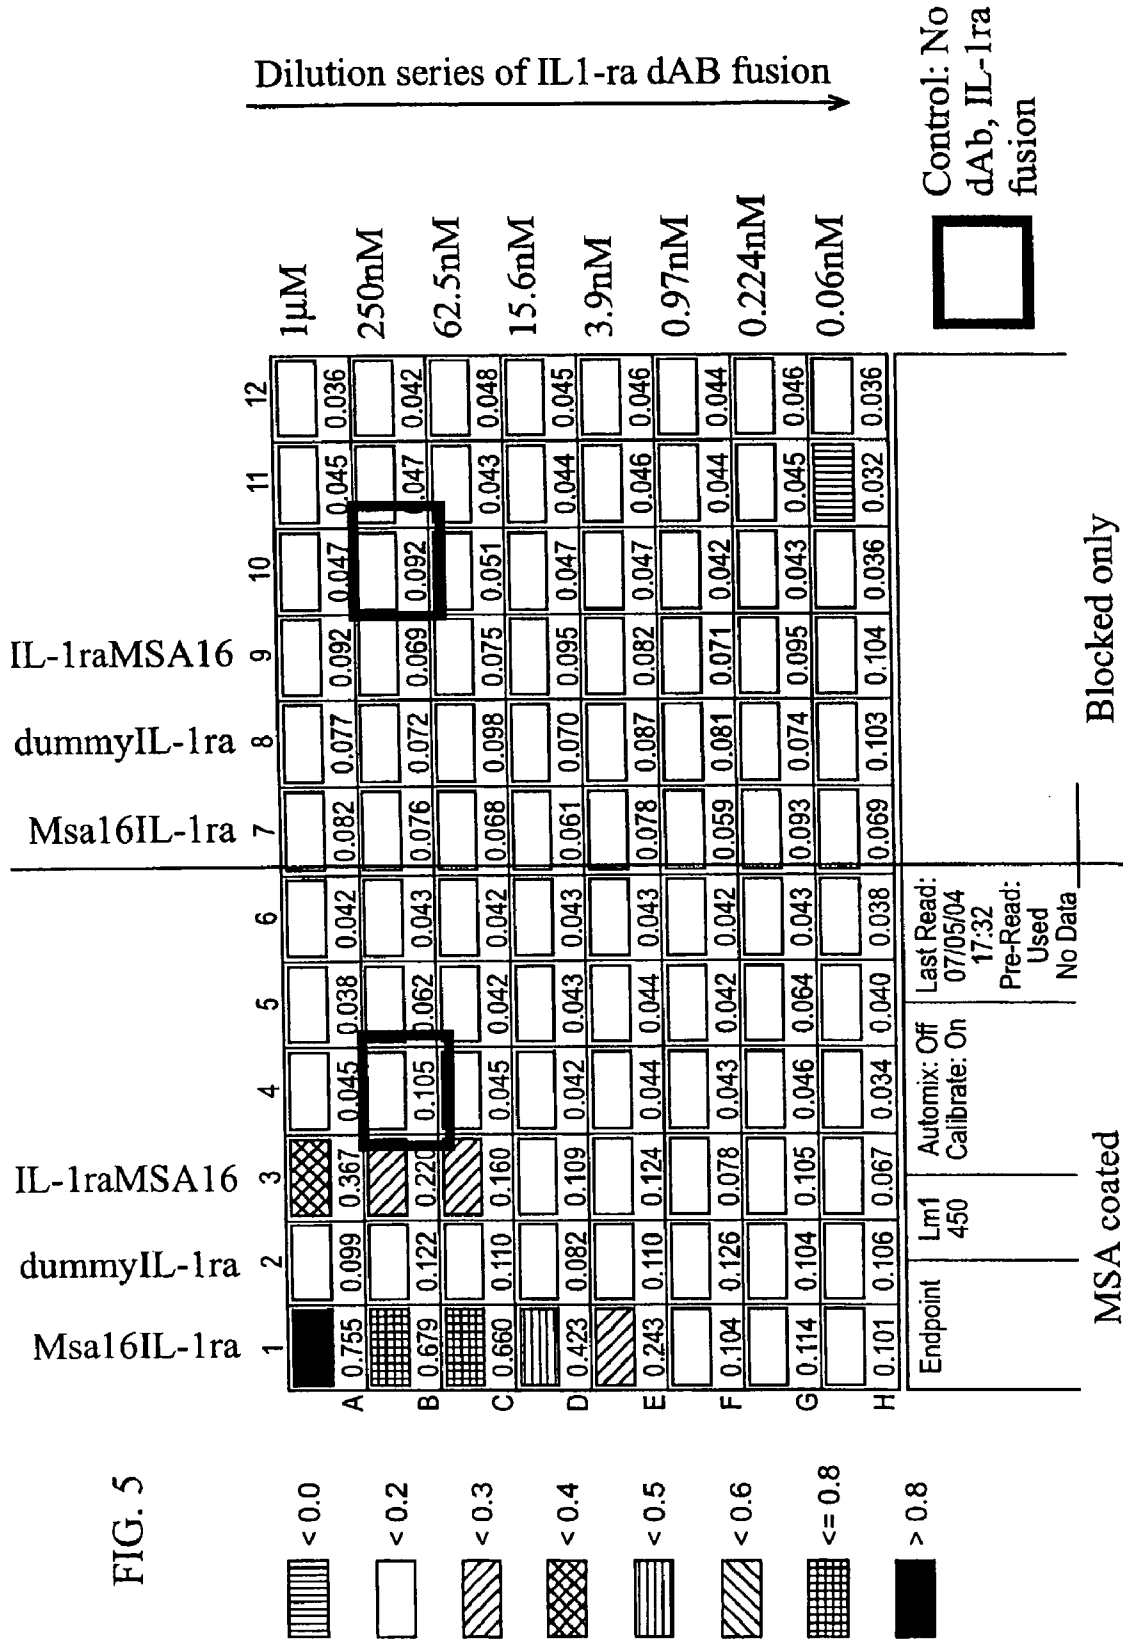 FIG. 5
< 0.0
< 0.2
< 0.3
< 0.4
< 0.5
< 0.6
<= 0.8
> 0.8
Msa16IL-1ra dummyIL-1ra IL-1raMSA16 Msa16IL-1ra dummyIL-1ra IL-1raMSA16
1 2 3 4 5 6 7 8 9 10 11 12
A 0.755 0.099 0.367 0.045 0.038 0.042 0.082 0.077 0.092 0.047 0.045 0.036 1µM
B 0.679 0.122 0.220 0.105 0.062 0.043 0.076 0.072 0.069 0.092 0.047 0.042 250nM
C 0.660 0.110 0.160 0.045 0.042 0.042 0.068 0.098 0.075 0.051 0.043 0.048 62.5nM
D 0.423 0.082 0.109 0.042 0.043 0.043 0.061 0.070 0.095 0.047 0.044 0.045 15.6nM
E 0.243 0.110 0.124 0.044 0.044 0.043 0.078 0.087 0.082 0.047 0.046 0.046 3.9nM
F 0.104 0.126 0.078 0.043 0.042 0.042 0.059 0.081 0.071 0.042 0.044 0.044 0.97nM
G 0.114 0.104 0.105 0.046 0.064 0.043 0.093 0.074 0.095 0.043 0.045 0.046 0.224nM
H 0.101 0.106 0.067 0.034 0.040 0.038 0.069 0.103 0.104 0.036 0.032 0.036 0.06nM
Dilution series of IL1-ra dAB fusion
Endpoint
Lm1
450
Automix: Off
Calibrate: On
Last Read:
07/05/04
17:32
Pre-Read:
Used
No Data
MSA coated
Blocked only
Control: No
dAb, IL-1ra
fusion